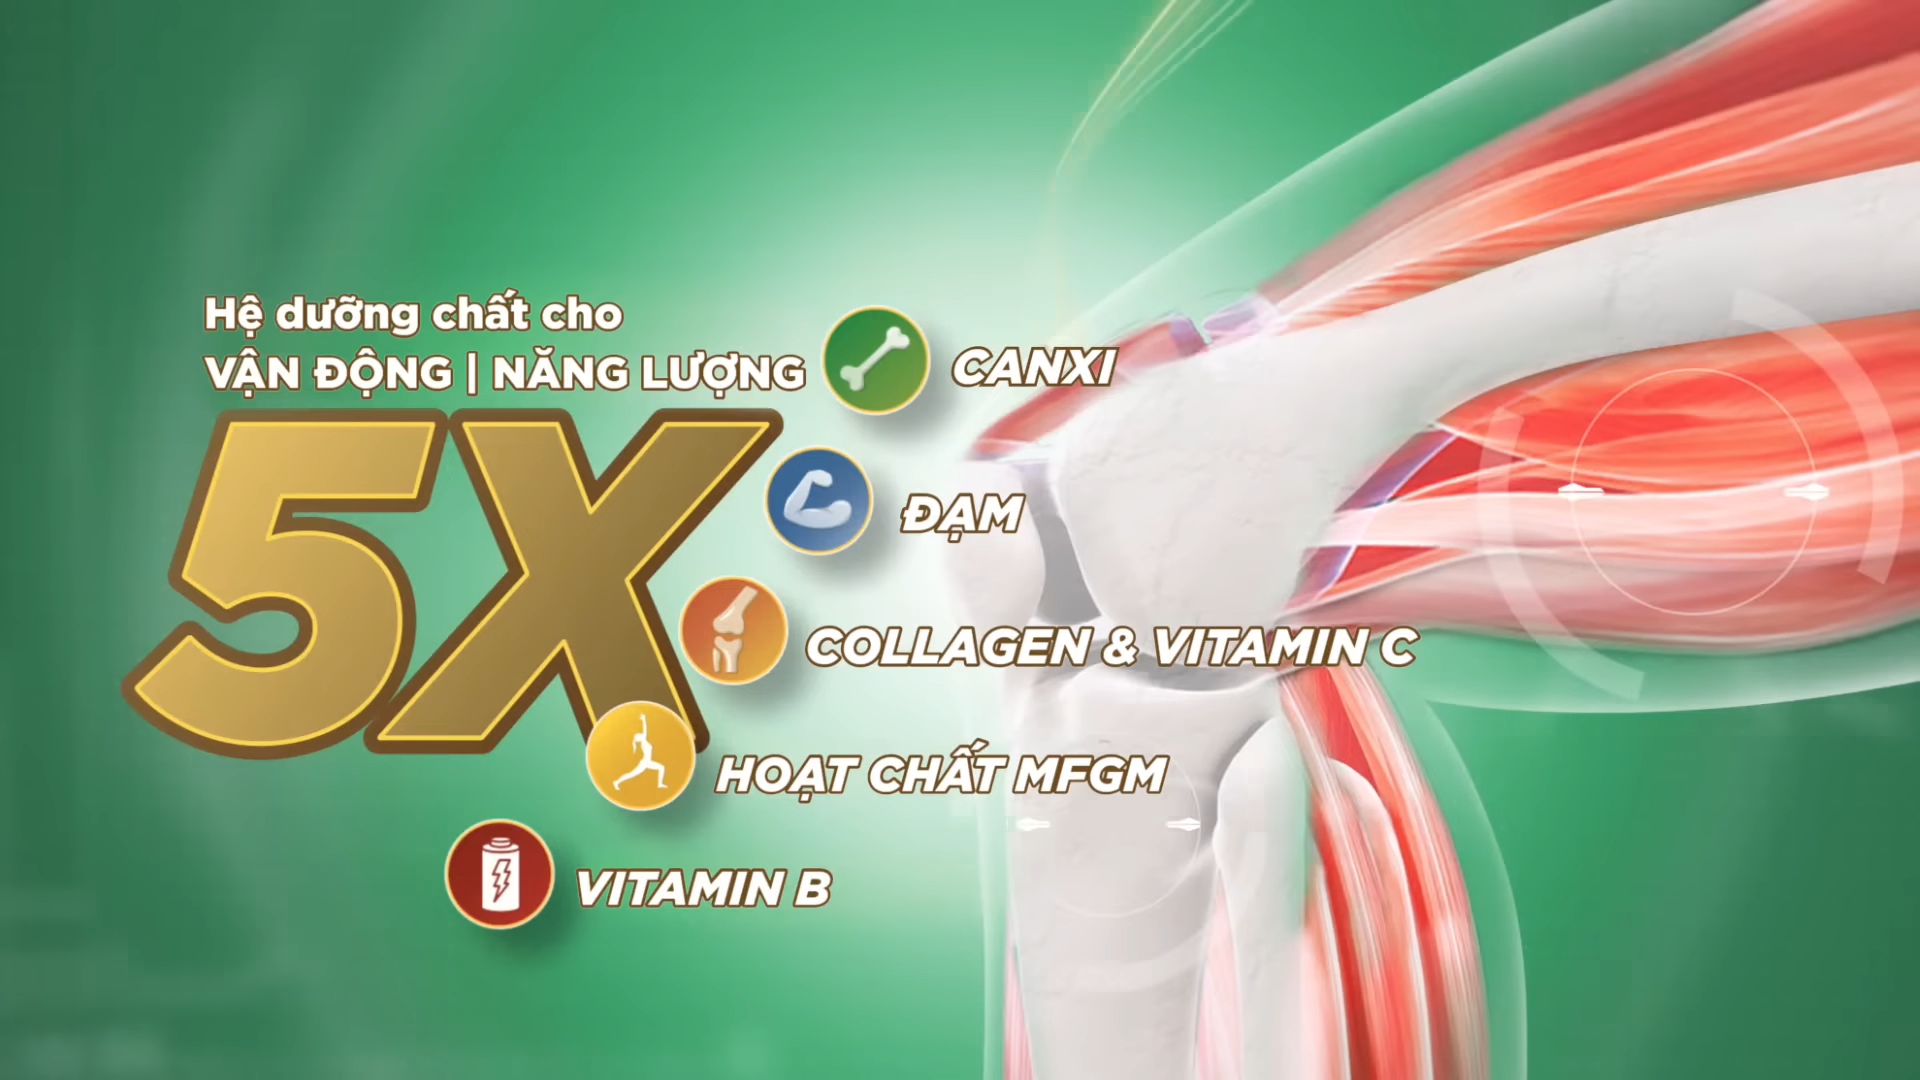 Hệ dưỡng chất cho
VẬN ĐỘNG | NĂNG LƯỢNG
5X
CANXI
ĐẠM
COLLAGEN & VITAMIN C
HOẠT CHẤT MFGM
VITAMIN B